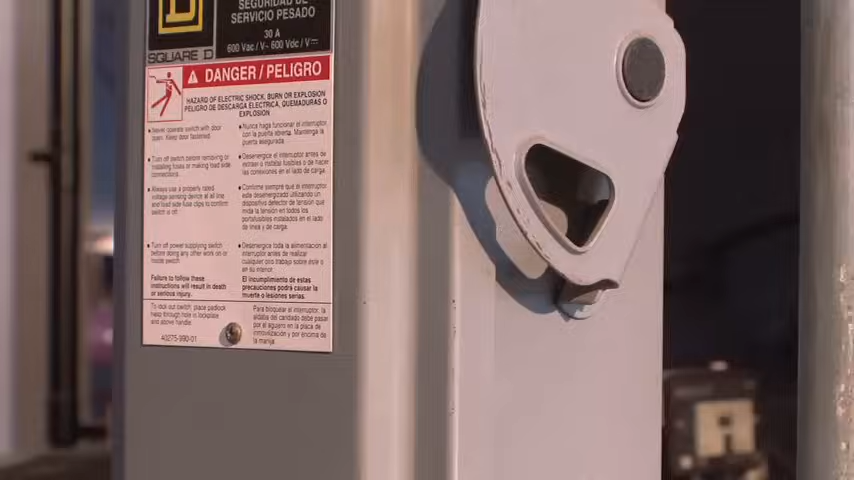 D
SQUARE D
SEGURIDAD DE
SERVICIO PESADO
30 A
600 Vac / V~ 600 Vdc / V⎓
DANGER / PELIGRO
HAZARD OF ELECTRIC SHOCK, BURN OR EXPLOSION
PELIGRO DE DESCARGA ELECTRICA, QUEMADURAS O
EXPLOSIÓN
● Never operate switch with door
open. Keep door fastened.
● Turn off switch before removing or
installing fuses or making load side
connections.
● Always use a properly rated
voltage sensing device at all line
and load side fuse clips to confirm
switch is off.
● Turn off power supplying switch
before doing any other work on or
inside switch.
Failure to follow these
instructions will result in death
or serious injury.
● Nunca haga funcionar el interruptor
con la puerta abierta. Mantenga la
puerta asegurada.
● Desenergice el interruptor antes de
extraer o instalar fusibles o de hacer
las conexiones en el lado de carga.
● Confirme siempre que el interruptor
este desenergizado utilizando un
dispositivo detector de tensión que
mida la tensión en todos los
portafusibles instalados en el lado
de línea y de carga.
● Desenergice toda la alimentación al
interruptor antes de realizar
cualquier otro trabajo sobre éste o
en su interior.
El incumplimiento de estas
precauciones podrá causar la
muerte o lesiones serias.
To lock out switch, place padlock
hasp through hole in lockplate
and above handle.
40275-990-01
Para bloquear el interruptor, la
aldaba del candado debe pasar
por el agujero en la placa de
inmovilización y por encima de
la manija.